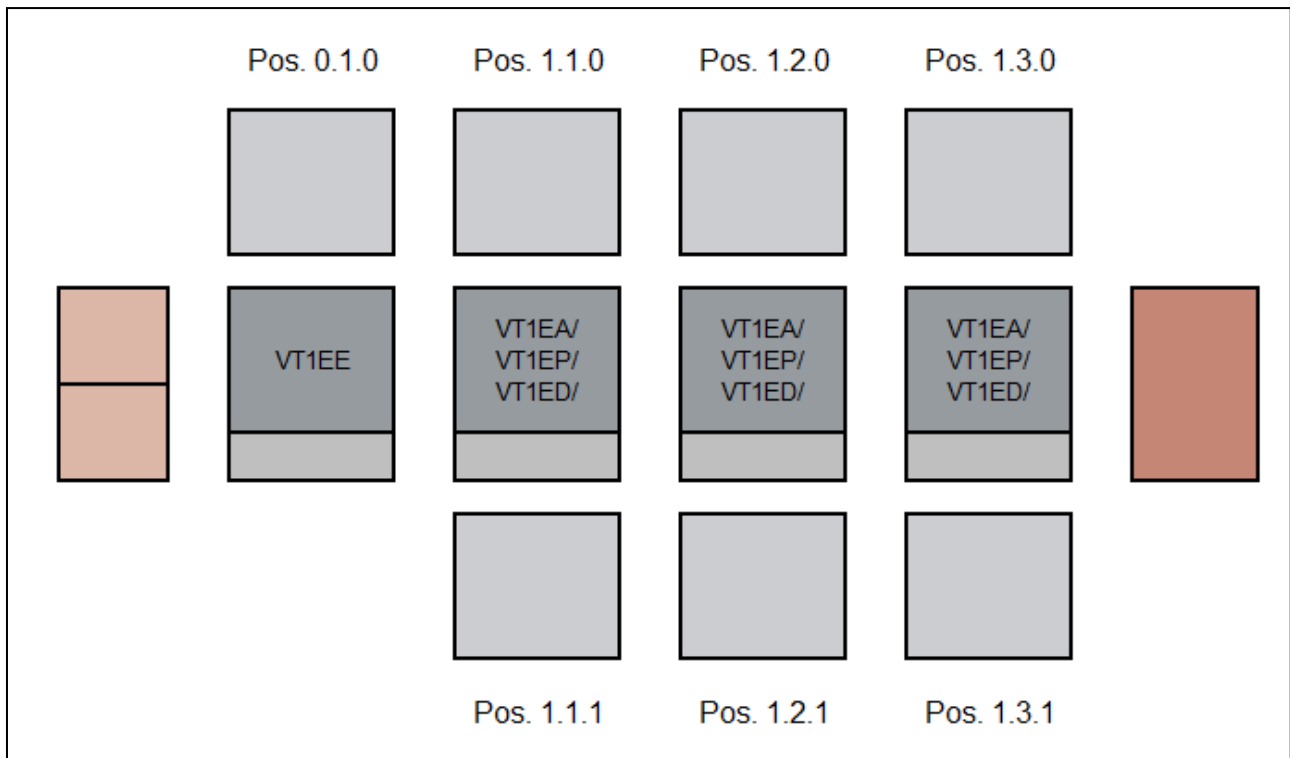 Pos. 0.1.0 Pos. 1.1.0 Pos. 1.2.0 Pos. 1.3.0
VT1EE
VT1EA/
VT1EP/
VT1ED/
VT1EA/
VT1EP/
VT1ED/
VT1EA/
VT1EP/
VT1ED/
Pos. 1.1.1 Pos. 1.2.1 Pos. 1.3.1